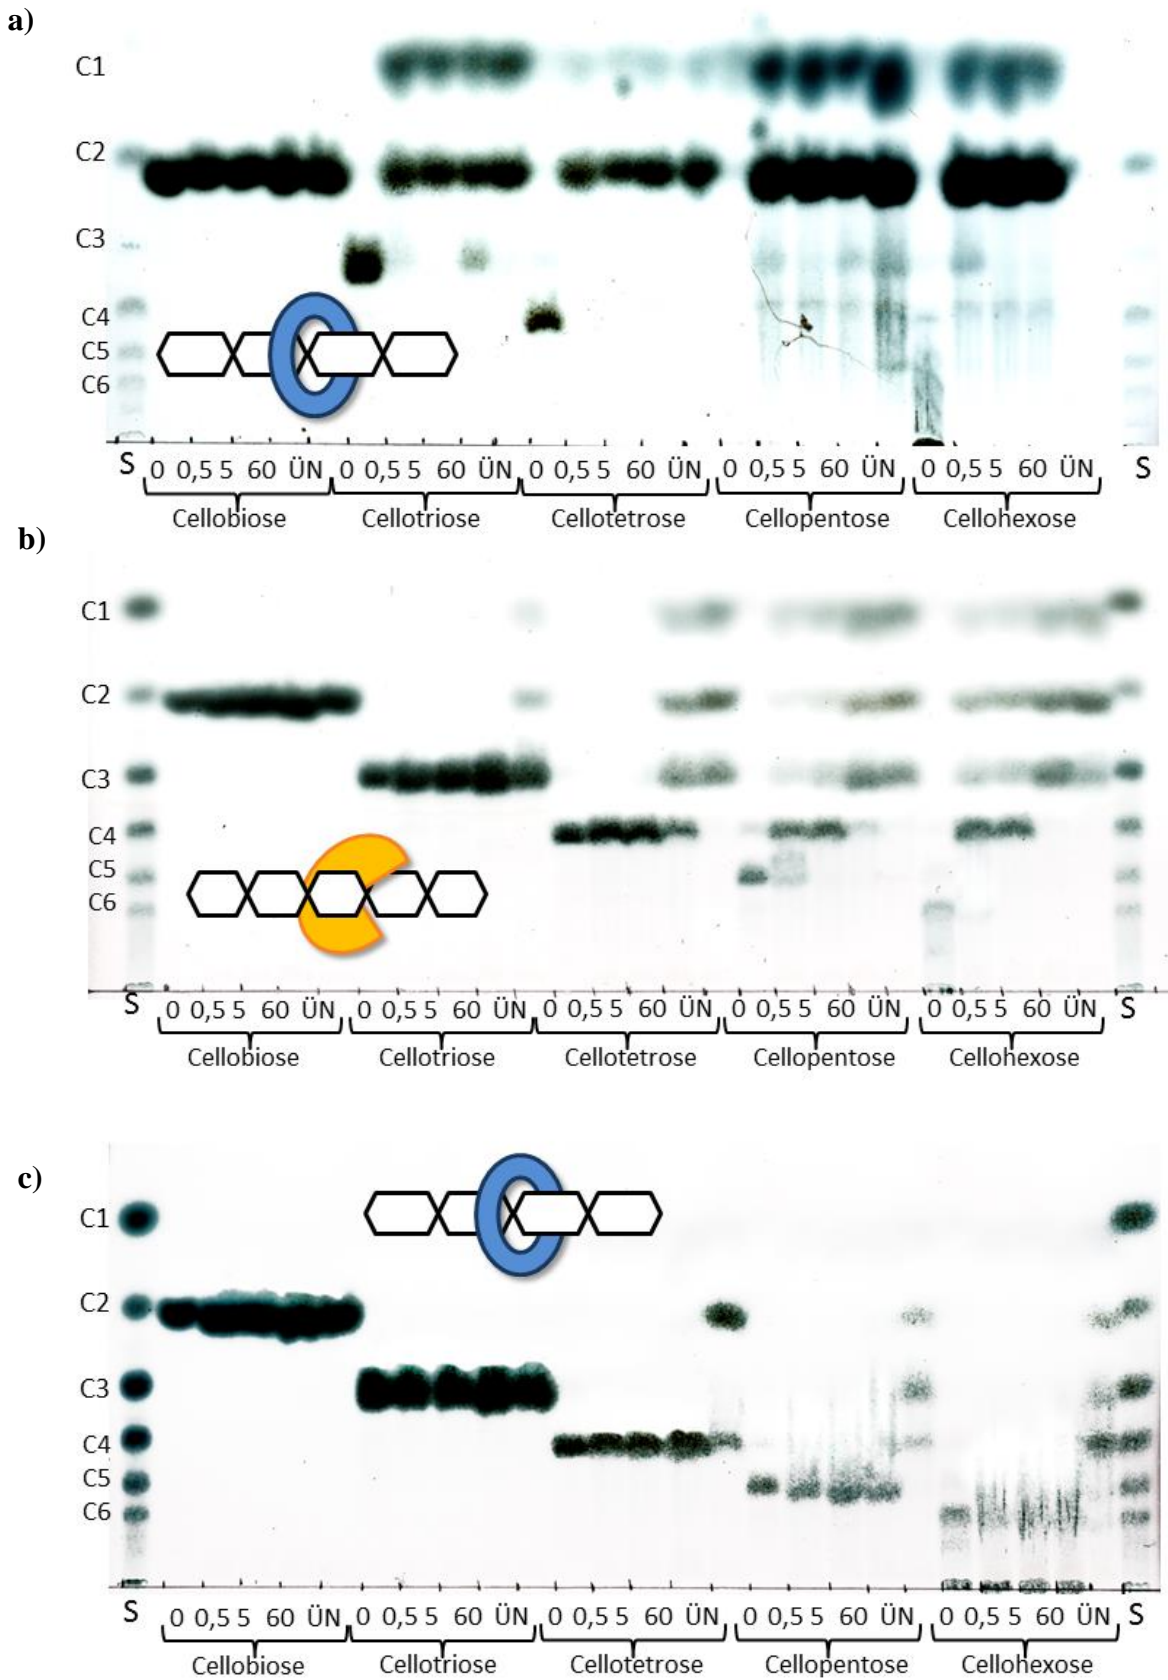 a)
C1
C2
C3
C4
C5
C6
S 0 0,5 5 60 ÜN 0 0,5 5 60 ÜN 0 0,5 5 60 ÜN 0 0,5 5 60 ÜN 0 0,5 5 60 ÜN S
Cellobiose Cellotriose Cellotetrose Cellopentose Cellohexose
b)
C1
C2
C3
C4
C5
C6
S 0 0,5 5 60 ÜN 0 0,5 5 60 ÜN 0 0,5 5 60 ÜN 0 0,5 5 60 ÜN 0 0,5 5 60 ÜN S
Cellobiose Cellotriose Cellotetrose Cellopentose Cellohexose
c)
C1
C2
C3
C4
C5
C6
S 0 0,5 5 60 ÜN 0 0,5 5 60 ÜN 0 0,5 5 60 ÜN 0 0,5 5 60 ÜN 0 0,5 5 60 ÜN S
Cellobiose Cellotriose Cellotetrose Cellopentose Cellohexose